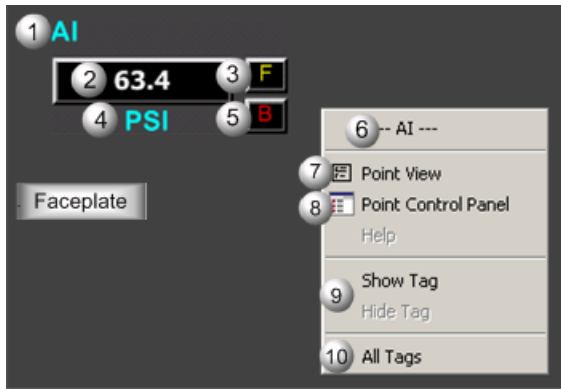 1 AI
2 63.4 3 F
4 PSI 5 B
6 -- AI ---
7 Point View
8 Point Control Panel
Help
Faceplate
9 Show Tag
Hide Tag
10 All Tags